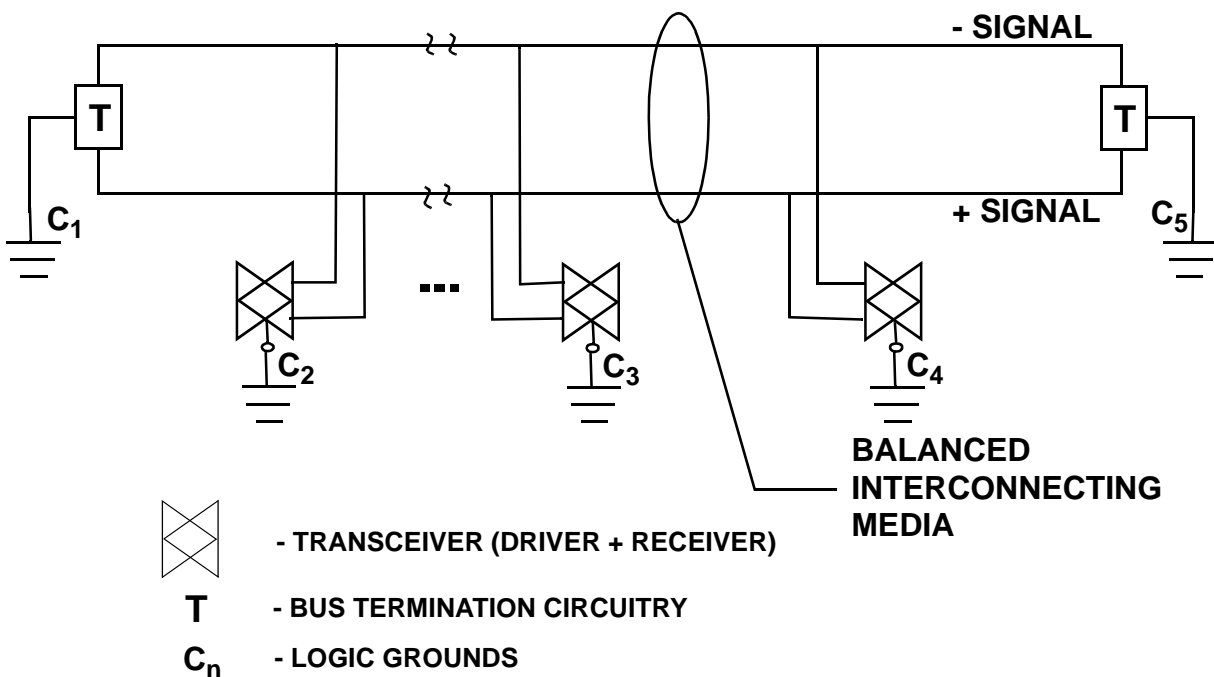 - SIGNAL
T
T
+ SIGNAL
C1
C5
C2
C3
C4
BALANCED
INTERCONNECTING
MEDIA
- TRANSCEIVER (DRIVER + RECEIVER)
T - BUS TERMINATION CIRCUITRY
Cn - LOGIC GROUNDS